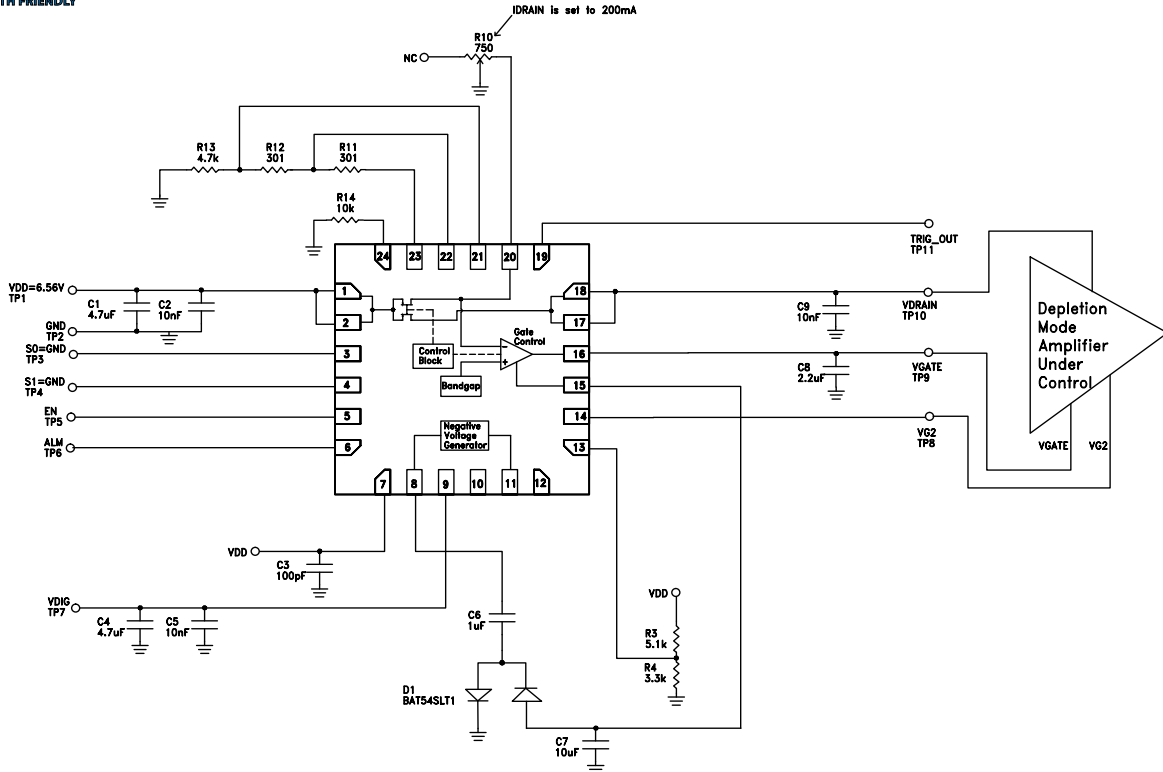 TH FRIENDLY
IDRAIN is set to 200mA
R10
750
NC
R13
4.7k
R12
301
R11
301
R14
10k
24
23
22
21
20
19
TRIG_OUT
TP11
VDD=6.56V
TP1
C1
4.7uF
C2
10nF
GND
TP2
S0=GND
TP3
S1=GND
TP4
EN
TP5
ALM
TP6
1
2
3
4
5
6
Control
Block
Bandgap
Gate
Control
-
+
Negative
Voltage
Generator
18
17
16
15
14
13
C9
10nF
VDRAIN
TP10
C8
2.2uF
VGATE
TP9
VG2
TP8
Depletion
Mode
Amplifier
Under
Control
VGATE
VG2
7
8
9
10
11
12
VDD
C3
100pF
VDIG
TP7
C4
4.7uF
C5
10nF
C6
1uF
D1
BAT54SLT1
VDD
R3
5.1k
R4
3.3k
C7
10uF